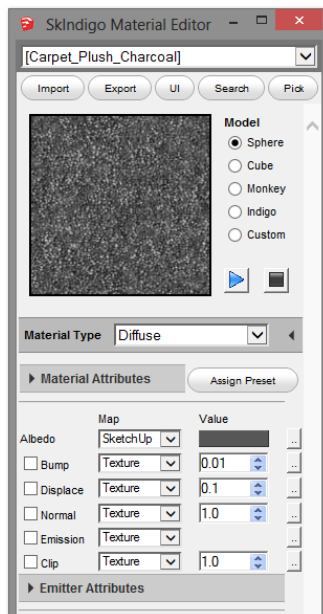 SkIndigo Material Editor
[Carpet_Plush_Charcoal]
Import Export UI Search Pick
Model
Sphere
Cube
Monkey
Indigo
Custom
Material Type Diffuse
Material Attributes Assign Preset
Map Value
Albedo SketchUp ..
Bump Texture 0.01 ..
Displace Texture 0.1 ..
Normal Texture 1.0 ..
Emission Texture ..
Clip Texture 1.0 ..
Emitter Attributes